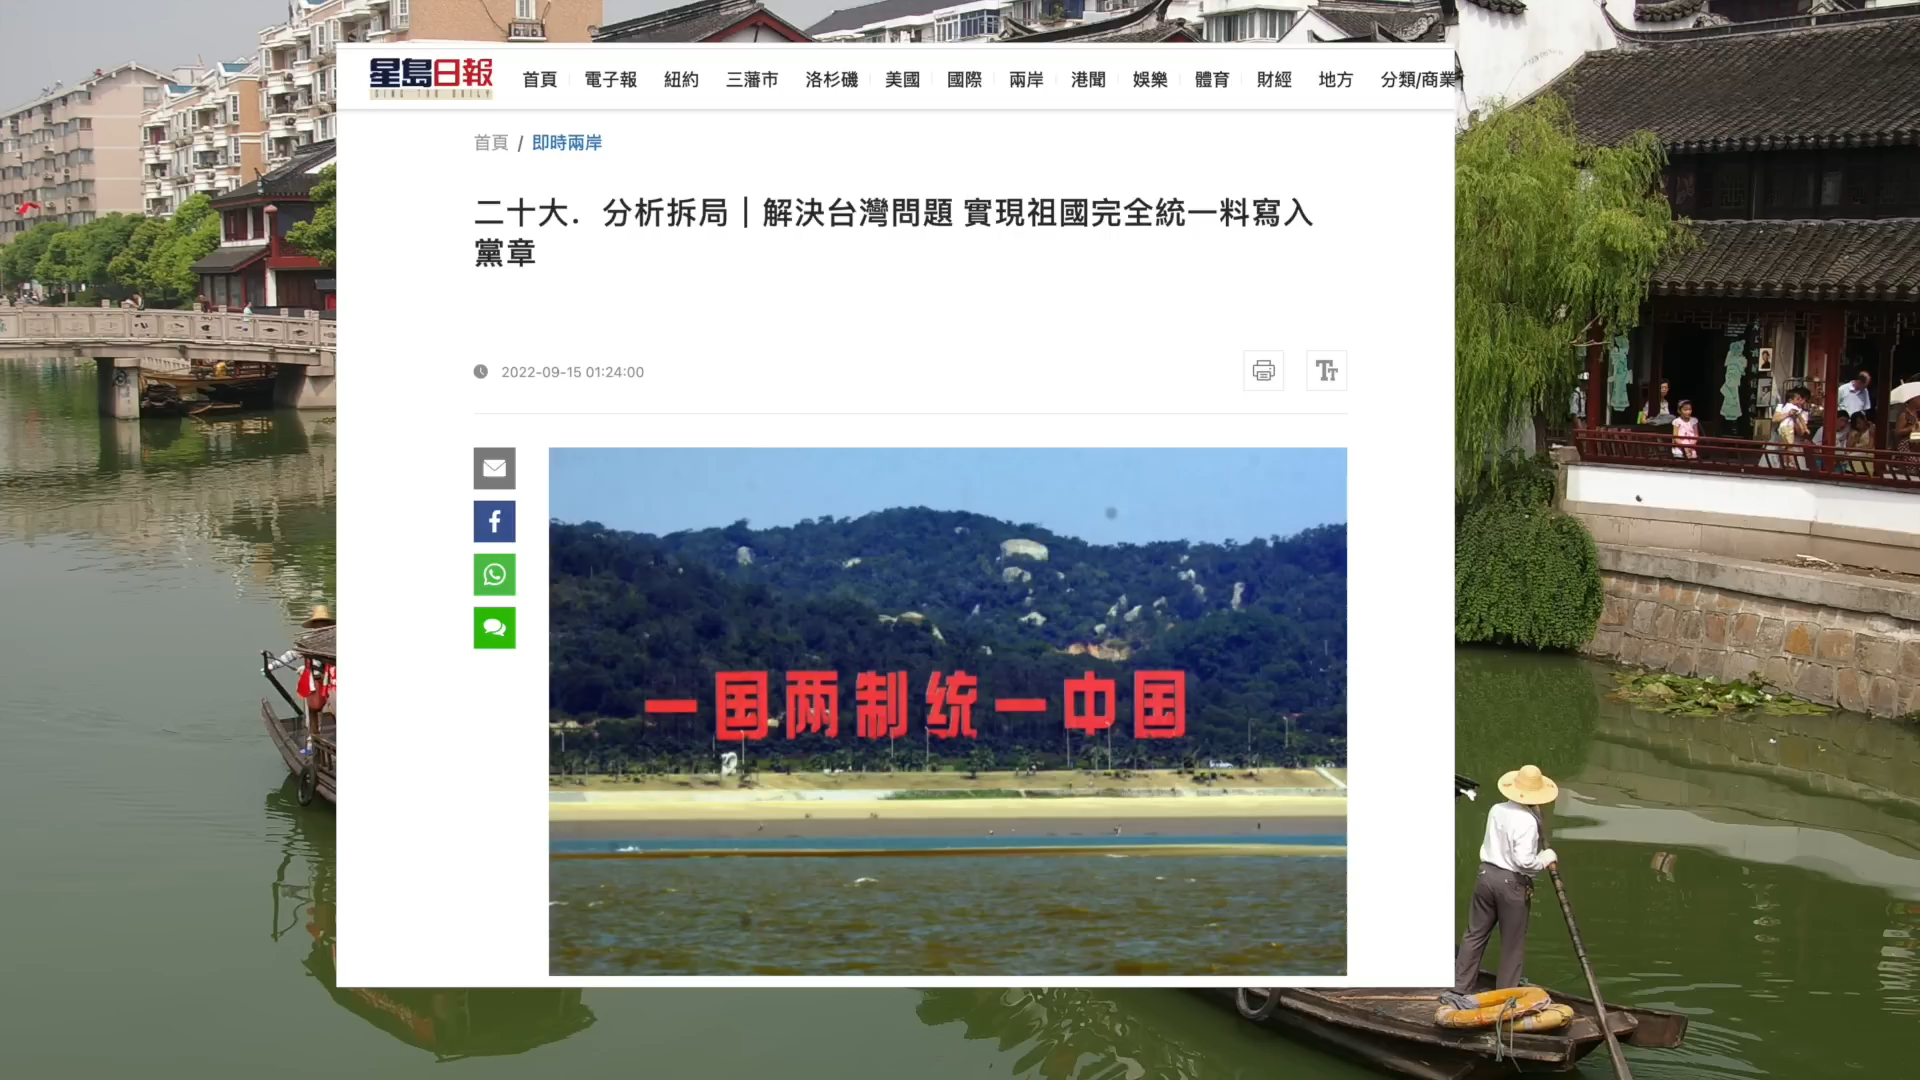 星島日報
SING TAO DAILY
首頁 電子報 紐約 三藩市 洛杉磯 美國 國際 兩岸 港聞 娛樂 體育 財經 地方 分類/商業
首頁 / 即時兩岸
二十大．分析拆局｜解決台灣問題 實現祖國完全統一料寫入
黨章
2022-09-15 01:24:00
一国两制统一中国